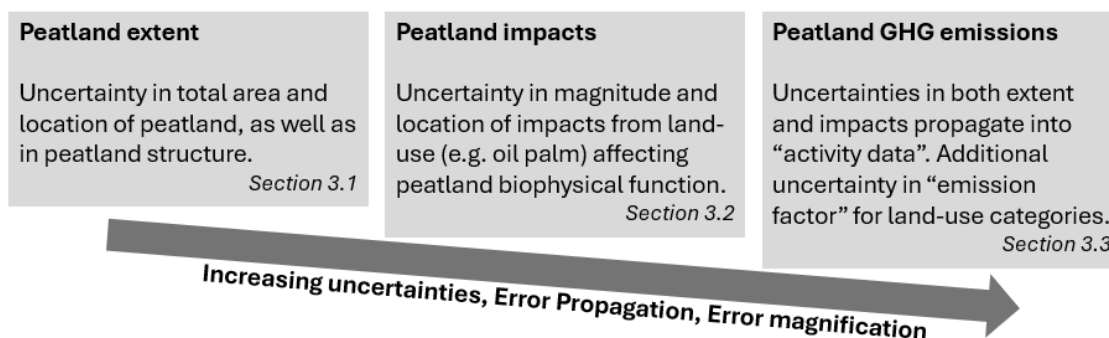 Peatland extent
Uncertainty in total area and
location of peatland, as well as
in peatland structure.
Section 3.1
Peatland impacts
Uncertainty in magnitude and
location of impacts from land-
use (e.g. oil palm) affecting
peatland biophysical function.
Section 3.2
Peatland GHG emissions
Uncertainties in both extent
and impacts propagate into
“activity data”. Additional
uncertainty in “emission
factor” for land-use categories.
Section 3.3
Increasing uncertainties, Error Propagation, Error magnification